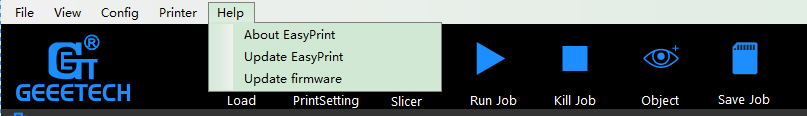 File View Config Printer Help
About EasyPrint
Update EasyPrint
Update firmware
GET®
GEEETECH
Load PrintSetting Slicer Run Job Kill Job Object Save Job